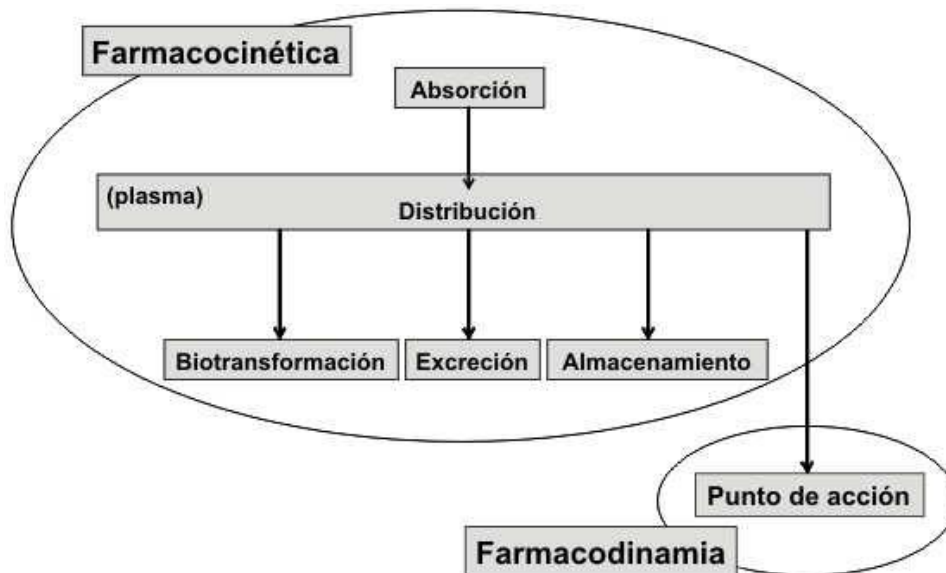 Farmacocinética
Absorción
(plasma)
Distribución
Biotransformación
Excreción
Almacenamiento
Punto de acción
Farmacodinamia